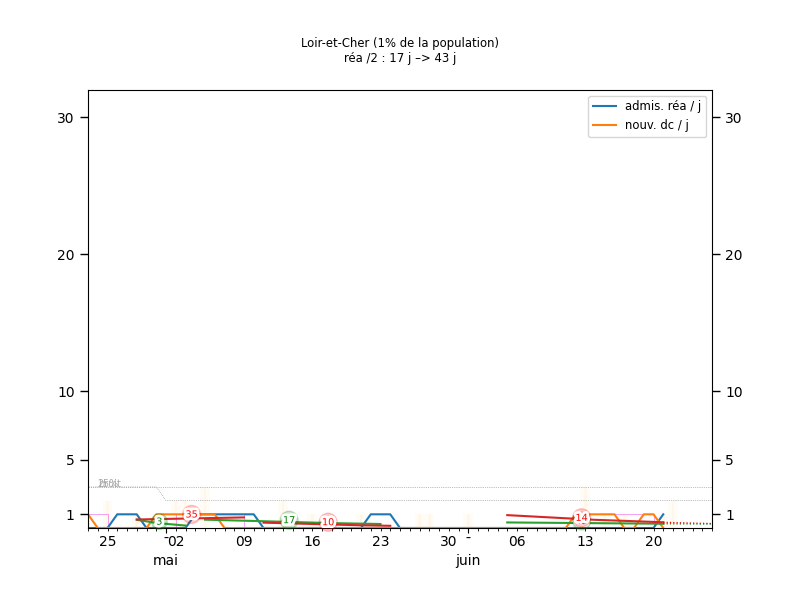 Loir-et-Cher (1% de la population)
réa /2 : 17 j –> 43 j
admis. réa / j
nouv. dc / j
30 30
20 20
10 10
5 5
1 1
3 35 17 10 14
25 02 09 16 23 30 06 13 20
mai juin